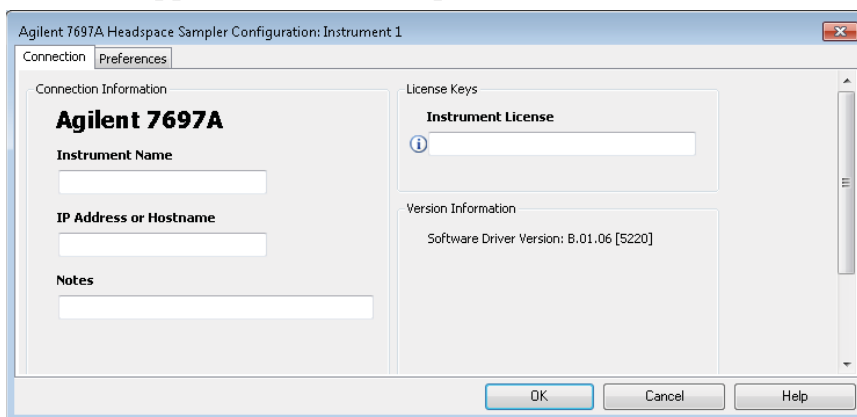 Agilent 7697A Headspace Sampler Configuration: Instrument 1
Connection Preferences
Connection Information
Agilent 7697A
Instrument Name
IP Address or Hostname
Notes
License Keys
Instrument License
Version Information
Software Driver Version: B.01.06 [5220]
OK Cancel Help